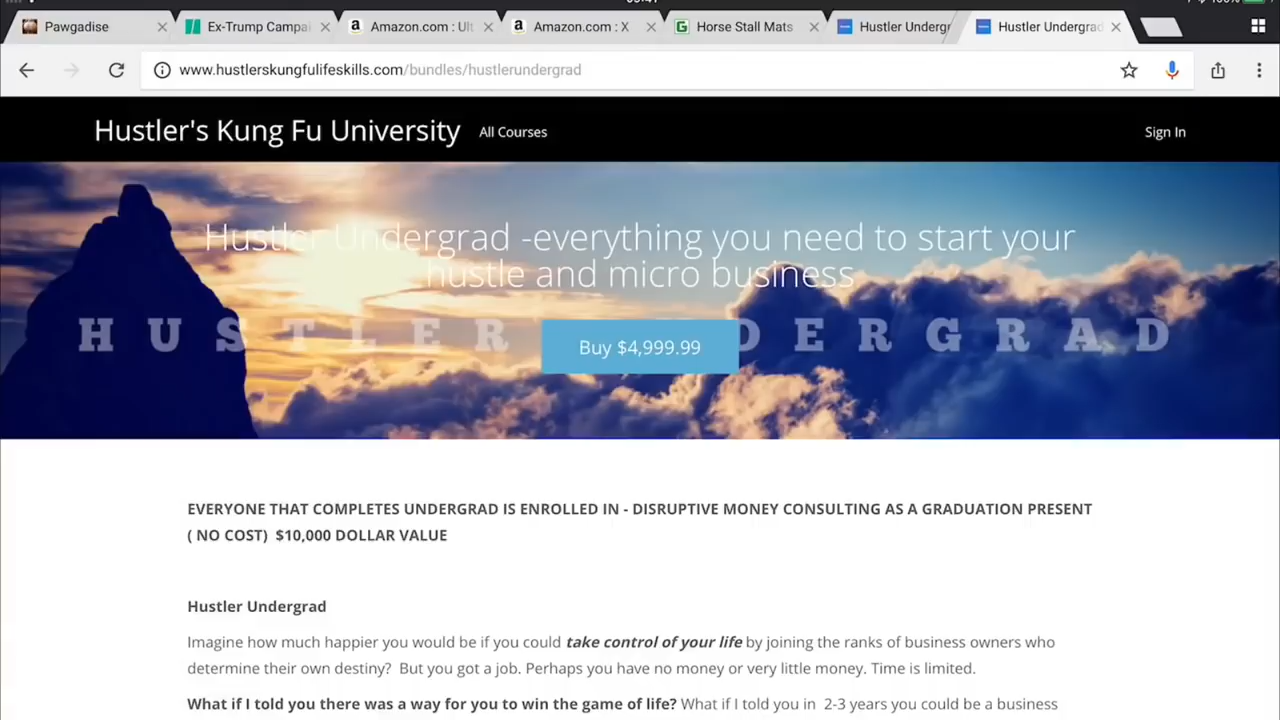 Pawgadise
Ex-Trump Campai
Amazon.com : Ult
Amazon.com : X
Horse Stall Mats
Hustler Undergr
Hustler Undergrad
www.hustlerskungfulifeskills.com/bundles/hustlerundergrad
Hustler's Kung Fu University All Courses Sign In
Hustler Undergrad -everything you need to start your
hustle and micro business
HUSTLER DERGRAD
Buy $4,999.99
EVERYONE THAT COMPLETES UNDERGRAD IS ENROLLED IN - DISRUPTIVE MONEY CONSULTING AS A GRADUATION PRESENT
( NO COST) $10,000 DOLLAR VALUE
Hustler Undergrad
Imagine how much happier you would be if you could take control of your life by joining the ranks of business owners who
determine their own destiny? But you got a job. Perhaps you have no money or very little money. Time is limited.
What if I told you there was a way for you to win the game of life? What if I told you in 2-3 years you could be a business